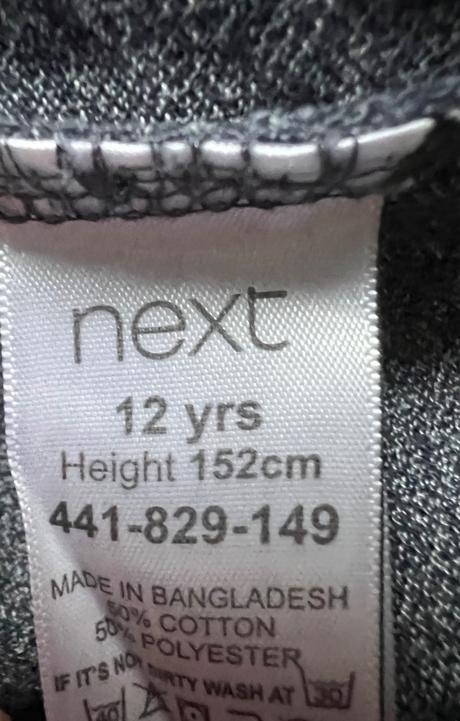 next
12 yrs
Height 152cm
441-829-149
MADE IN BANGLADESH
50% COTTON
50% POLYESTER
IF IT'S NOT DIRTY WASH AT 30
40